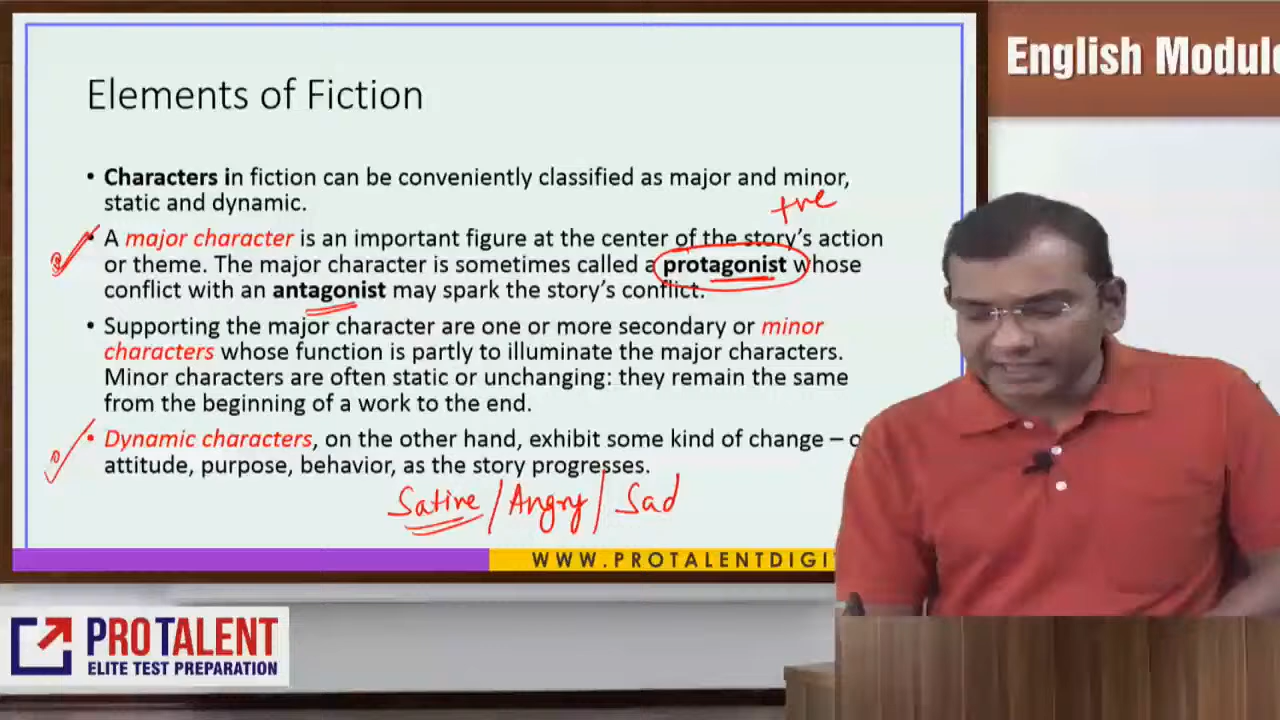 English Module
Elements of Fiction
• Characters in fiction can be conveniently classified as major and minor,
static and dynamic.
+ve
• A major character is an important figure at the center of the story's action
or theme. The major character is sometimes called a protagonist whose
conflict with an antagonist may spark the story's conflict.
• Supporting the major character are one or more secondary or minor
characters whose function is partly to illuminate the major characters.
Minor characters are often static or unchanging: they remain the same
from the beginning of a work to the end.
• Dynamic characters, on the other hand, exhibit some kind of change – o
attitude, purpose, behavior, as the story progresses.
Satire / Angry / Sad
WWW.PROTALENTDIGI
PROTALENT
ELITE TEST PREPARATION